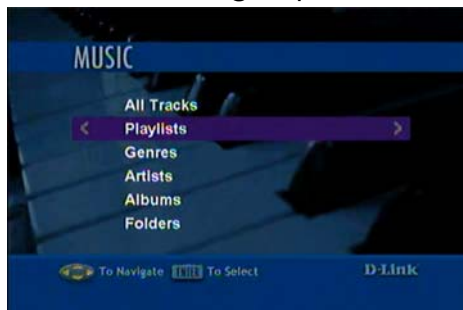 MUSIC
All Tracks
< Playlists >
Genres
Artists
Albums
Folders
To Navigate ENTER To Select D-Link